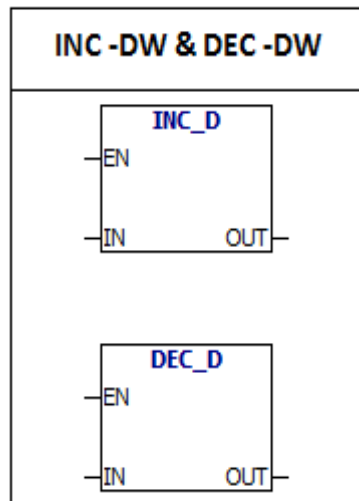 INC -DW & DEC -DW
INC_D
EN
IN OUT
DEC_D
EN
IN OUT